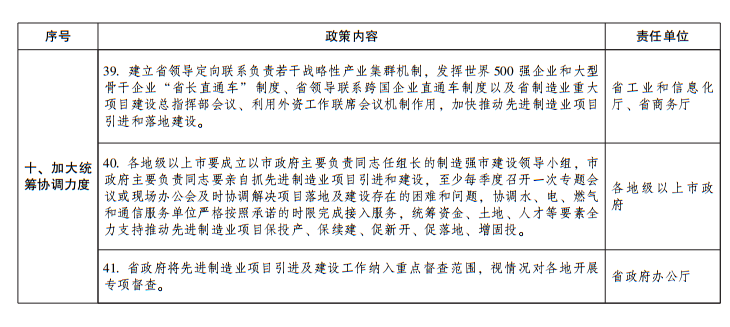 序号
政策内容
责任单位
十、加大统
筹协调力度
39. 建立省领导定向联系负责若干战略性产业集群机制，发挥世界500强企业和大型
骨干企业“省长直通车”制度、省领导联系跨国企业直通车制度以及省制造业重大
项目建设总指挥部会议、利用外资工作联席会议机制作用，加快推动先进制造业项目
引进和落地建设。
省工业和信息化
厅、省商务厅
40. 各地级以上市要成立以市政府主要负责同志任组长的制造强市建设领导小组，市
政府主要负责同志要亲自抓先进制造业项目引进和建设，至少每季度召开一次专题会
议或现场办公会及时协调解决项目落地及建设存在的困难和问题，协调水、电、燃气
和通信服务单位严格按照承诺的时限完成接入服务，统筹资金、土地、人才等要素全
力支持推动先进制造业项目保投产、保续建、促新开、促落地、增固投。
各地级以上市政
府
41. 省政府将先进制造业项目引进及建设工作纳入重点督查范围，视情况对各地开展
专项督查。
省政府办公厅